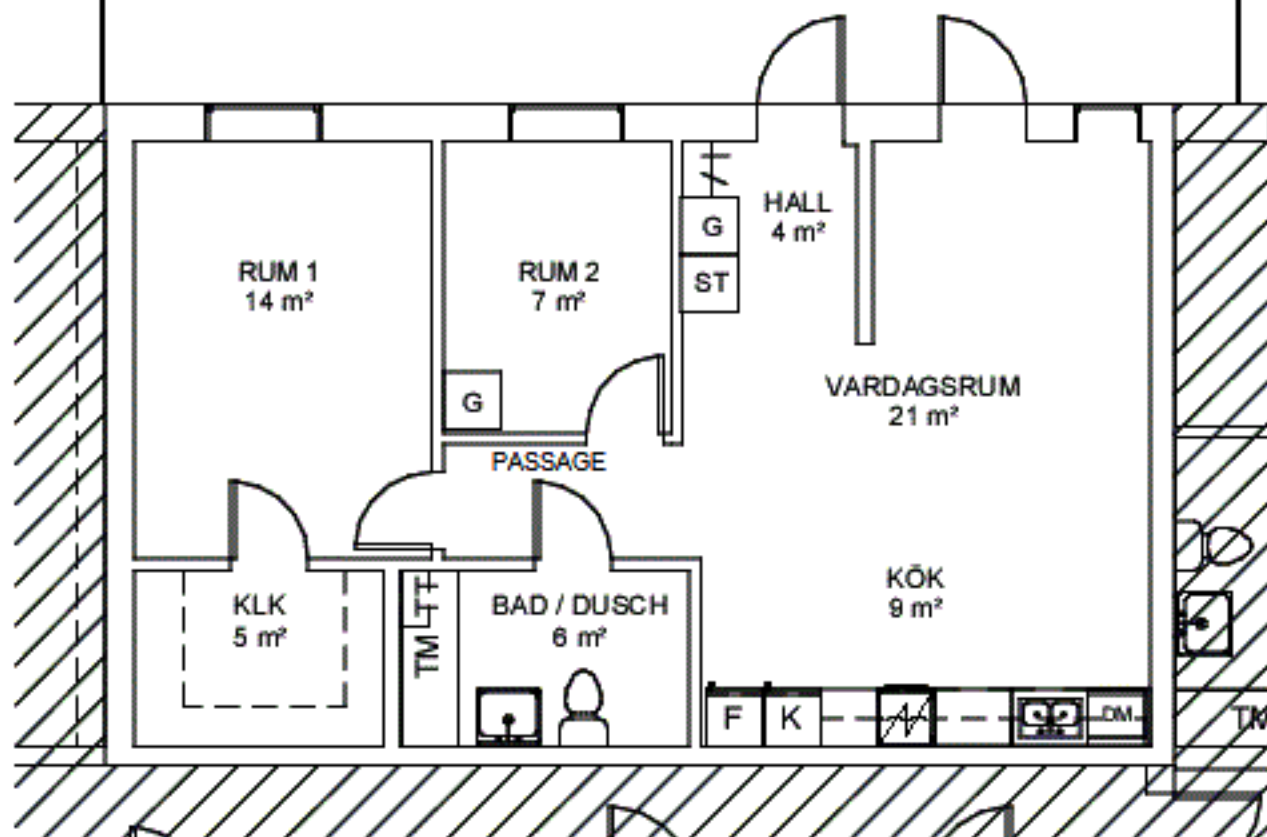 HALL
4 m²
G
ST
RUM 1
14 m²
RUM 2
7 m²
G
VARDAGSRUM
21 m²
PASSAGE
KLK
5 m²
TT
TM
BAD / DUSCH
6 m²
KÖK
9 m²
F
K
DM
TM